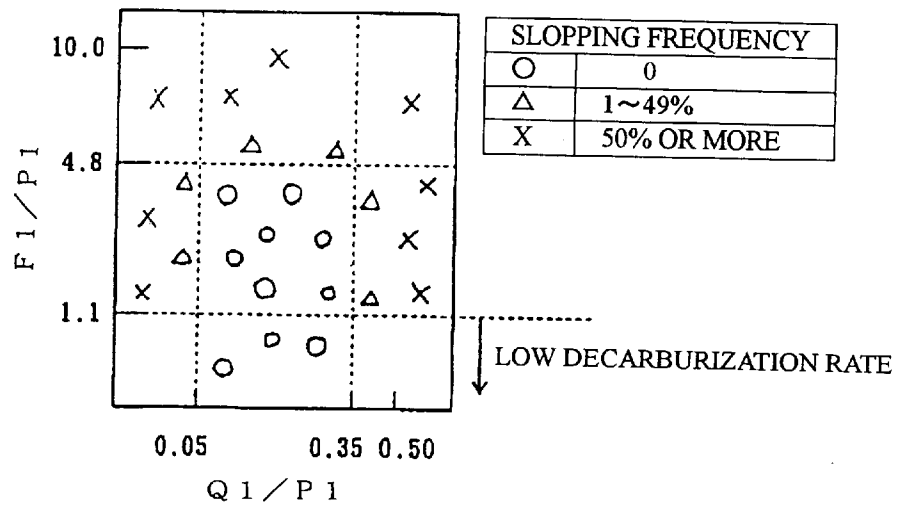 10.0
4.8
1.1
F1/P1
0.05
0.35
0.50
Q1/P1
SLOPPING FREQUENCY
○ 0
△ 1~49%
X 50% OR MORE
LOW DECARBURIZATION RATE